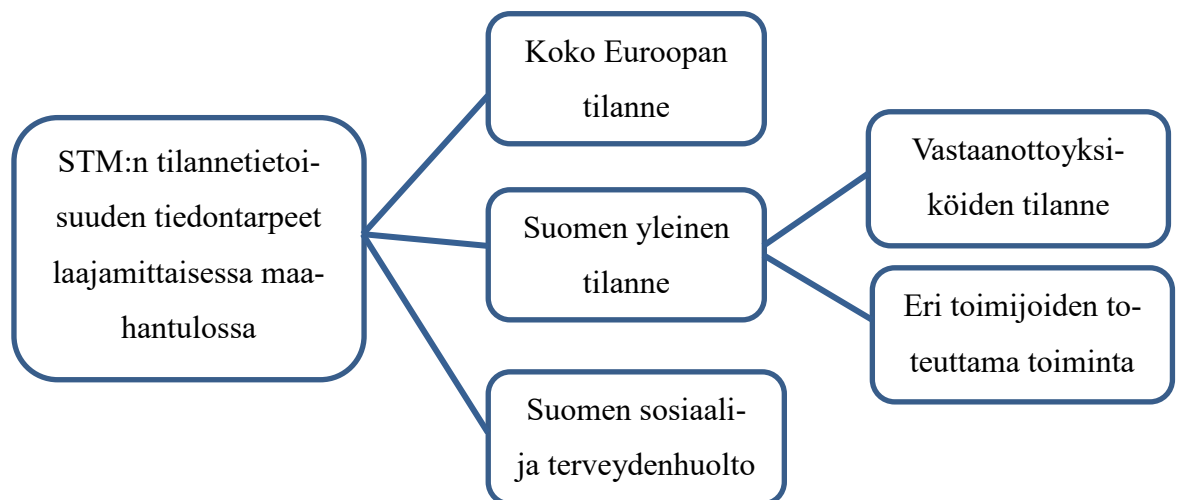 STM:n tilannetietoi-
suuden tiedontarpeet
laajamittaisessa maa-
hantulossa
Koko Euroopan
tilanne
Suomen yleinen
tilanne
Suomen sosiaali-
ja terveydenhuolto
Vastaanottoyksi-
köiden tilanne
Eri toimijoiden to-
teuttama toiminta